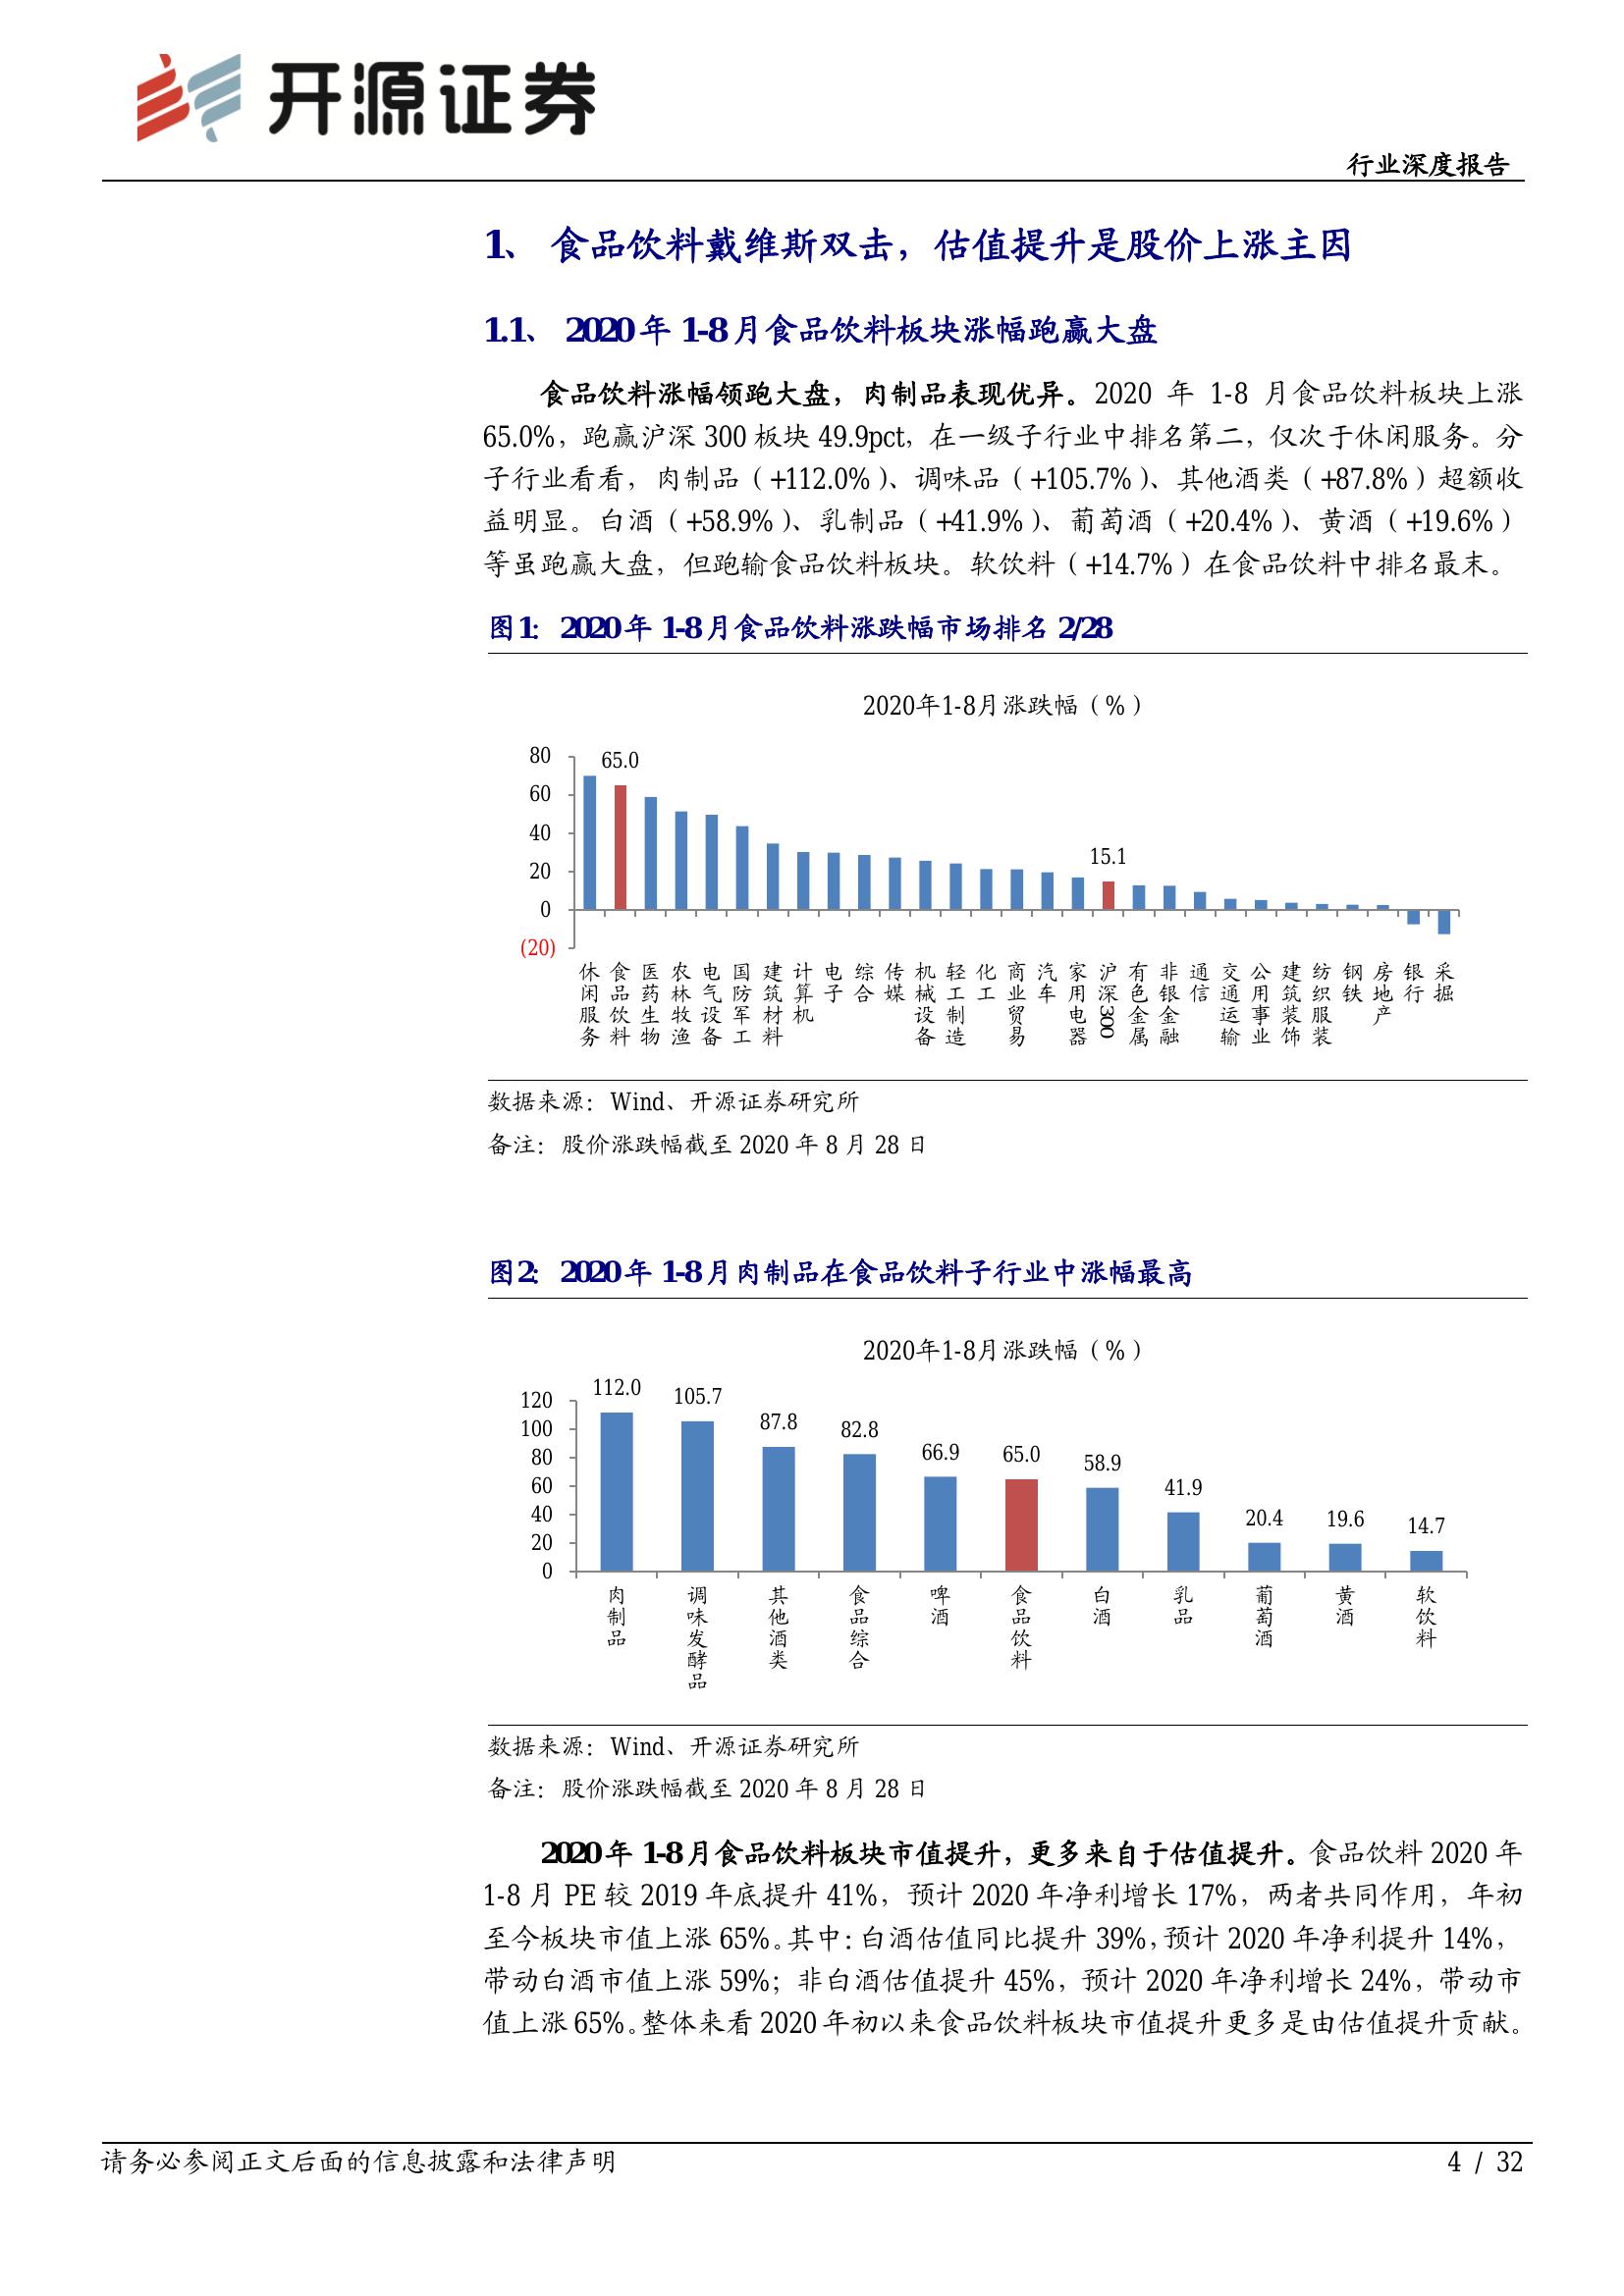 开源证券
行业深度报告
1、 食品饮料戴维斯双击，估值提升是股价上涨主因
1.1、 2020 年 1-8 月食品饮料板块涨幅跑赢大盘
食品饮料涨幅领跑大盘，肉制品表现优异。2020 年 1-8 月食品饮料板块上涨
65.0%，跑赢沪深 300 板块 49.9pct，在一级子行业中排名第二，仅次于休闲服务。分
子行业看看，肉制品（+112.0%）、调味品（+105.7%）、其他酒类（+87.8%）超额收
益明显。白酒（+58.9%）、乳制品（+41.9%）、葡萄酒（+20.4%）、黄酒（+19.6%）
等虽跑赢大盘，但跑输食品饮料板块。软饮料（+14.7%）在食品饮料中排名最末。
图1：2020 年 1-8 月食品饮料涨跌幅市场排名 2/28
2020年1-8月涨跌幅（%）
80
60
40
20
0
(20)
65.0
15.1
休闲服务
食品饮料
医药生物
农林牧渔
电气设备
国防军工
建筑材料
计算机
电子
综合
传媒
机械设备
轻工制造
化工
商业贸易
汽车
家用电器
沪深300
有色金属
非银金融
通信
交通运输
公用事业
建筑装饰
纺织服装
钢铁
房地产
银行
采掘
数据来源：Wind、开源证券研究所
备注：股价涨跌幅截至 2020 年 8 月 28 日
图2：2020 年 1-8 月肉制品在食品饮料子行业中涨幅最高
2020年1-8月涨跌幅（%）
120
100
80
60
40
20
0
112.0
105.7
87.8
82.8
66.9
65.0
58.9
41.9
20.4
19.6
14.7
肉制品
调味发酵品
其他酒类
食品综合
啤酒
食品饮料
白酒
乳品
葡萄酒
黄酒
软饮料
数据来源：Wind、开源证券研究所
备注：股价涨跌幅截至 2020 年 8 月 28 日
2020 年 1-8 月食品饮料板块市值提升，更多来自于估值提升。食品饮料 2020 年
1-8 月 PE 较 2019 年底提升 41%，预计 2020 年净利增长 17%，两者共同作用，年初
至今板块市值上涨 65%。其中：白酒估值同比提升 39%，预计 2020 年净利提升 14%，
带动白酒市值上涨 59%；非白酒估值提升 45%，预计 2020 年净利增长 24%，带动市
值上涨 65%。整体来看 2020 年初以来食品饮料板块市值提升更多是由估值提升贡献。
请务必参阅正文后面的信息披露和法律声明
4 / 32